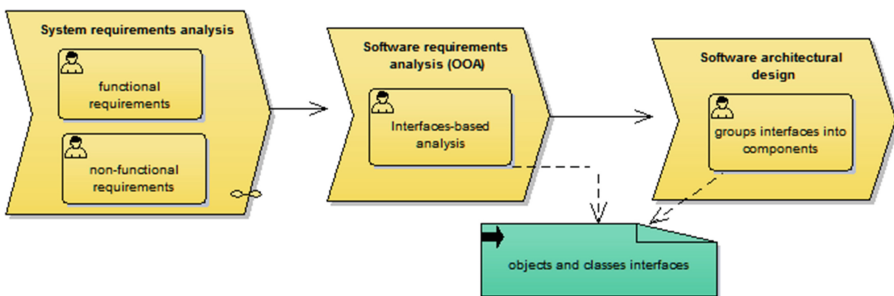 System requirements analysis
functional
requirements
non-functional
requirements
Software requirements
analysis (OOA)
Interfaces-based
analysis
Software architectural
design
groups interfaces into
components
objects and classes interfaces